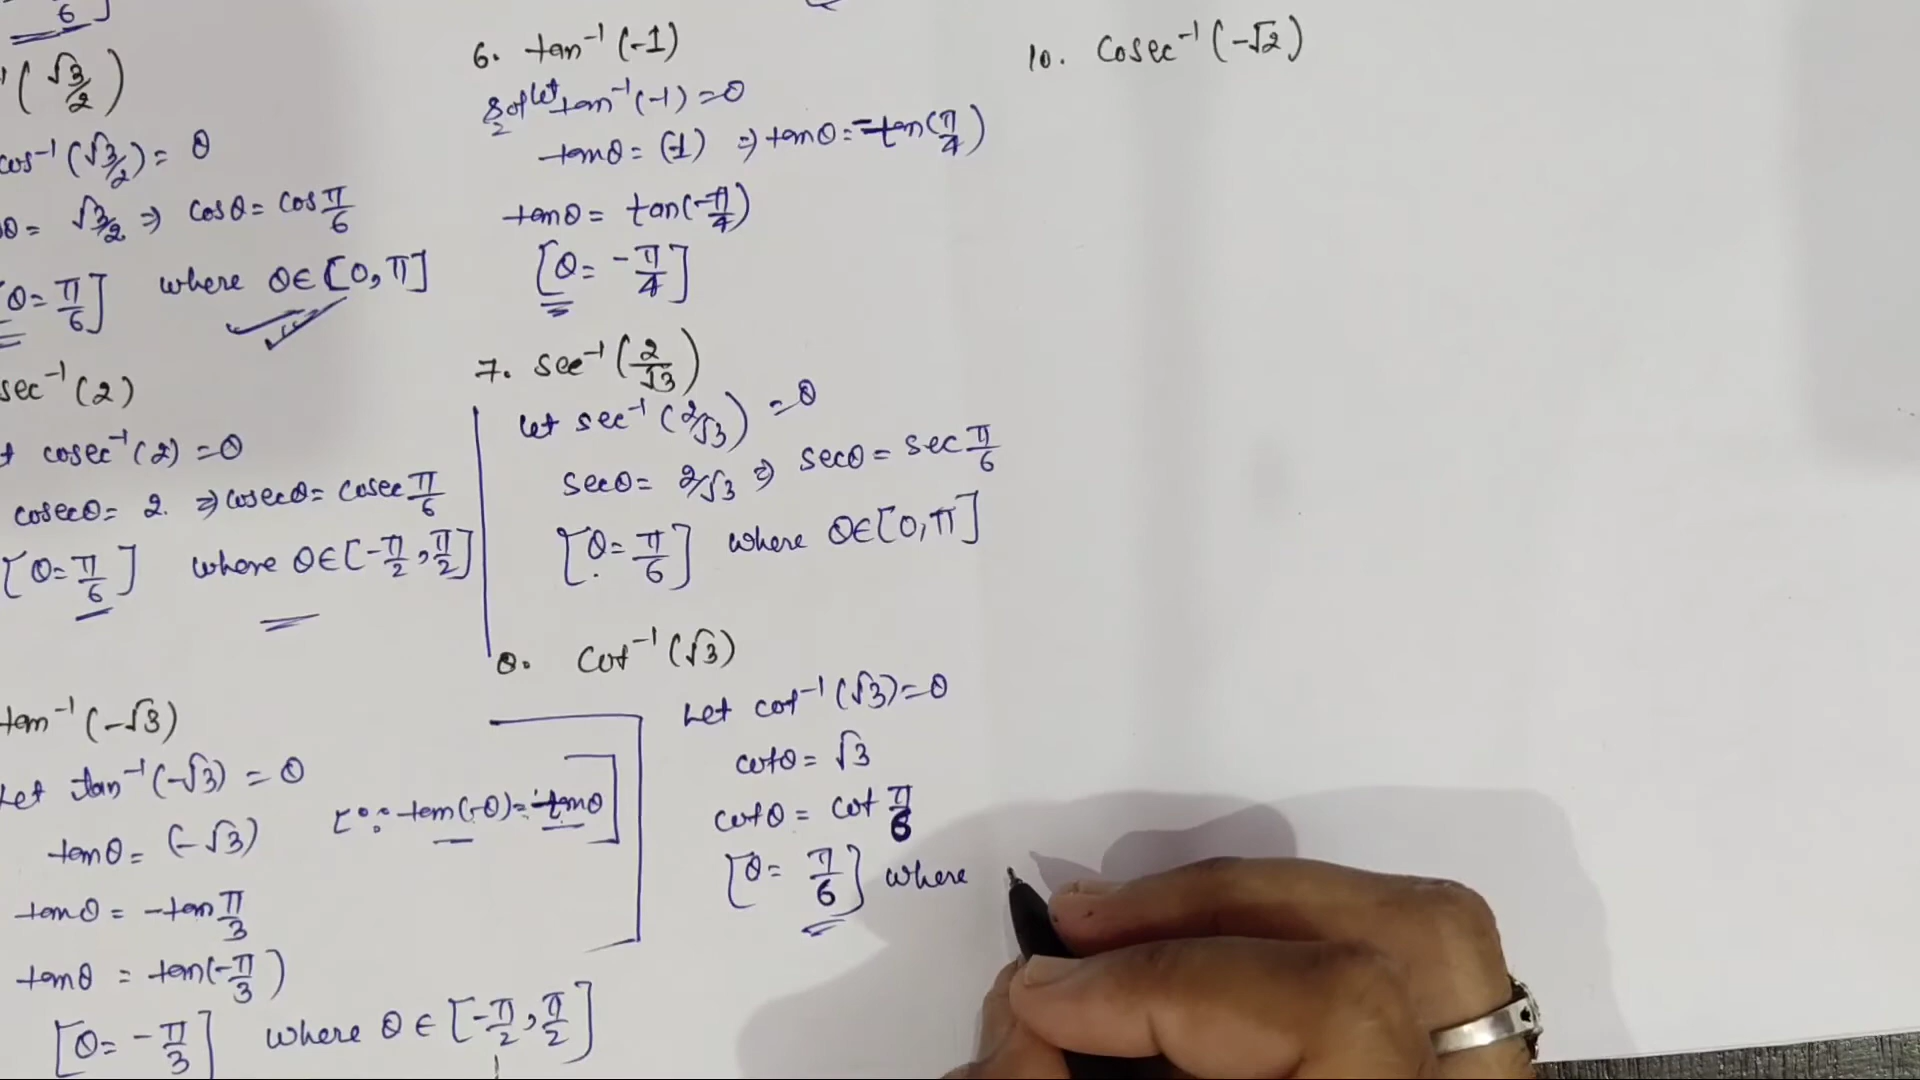 6]
( √3/2 )
cos⁻¹(√3/2) = θ
θ = √3/2 ⇒ cosθ = cos π/6
[θ = π/6] where θ∈[0, π]
sec⁻¹(2)
cosec⁻¹(2) = θ
cosecθ = 2. ⇒ cosecθ = cosec π/6
[θ = π/6] where θ∈[-π/2, π/2]
tan⁻¹(-√3)
Let tan⁻¹(-√3) = θ
tanθ = (-√3) [∵ tan(-θ) = -tanθ]
tanθ = -tan π/3
tanθ = tan(-π/3)
[θ = -π/3] where θ∈[-π/2, π/2]
6. tan⁻¹(-1)
Sol let tan⁻¹(-1) = θ
tanθ = (-1) ⇒ tanθ = -tan(π/4)
tanθ = tan(-π/4)
[θ = -π/4]
7. sec⁻¹(2/√3)
let sec⁻¹(2/√3) = θ
secθ = 2/√3 ⇒ secθ = sec π/6
[θ = π/6] where θ∈[0, π]
8. cot⁻¹(√3)
Let cot⁻¹(√3) = θ
cotθ = √3
cotθ = cot π/6
[θ = π/6] where
10. cosec⁻¹(-√2)